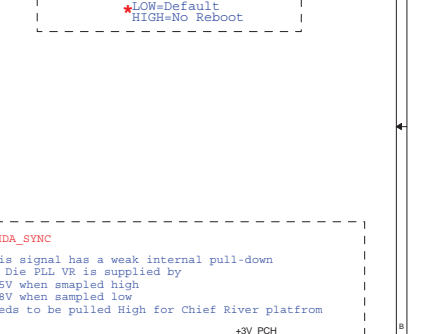 *LOW=Default
HIGH=No Reboot
IDA_SYNC
is signal has a weak internal pull-down
Die PLL VR is supplied by
5V when smapled high
8V when sampled low
eds to be pulled High for Chief River platfrom
+3V_PCH
B